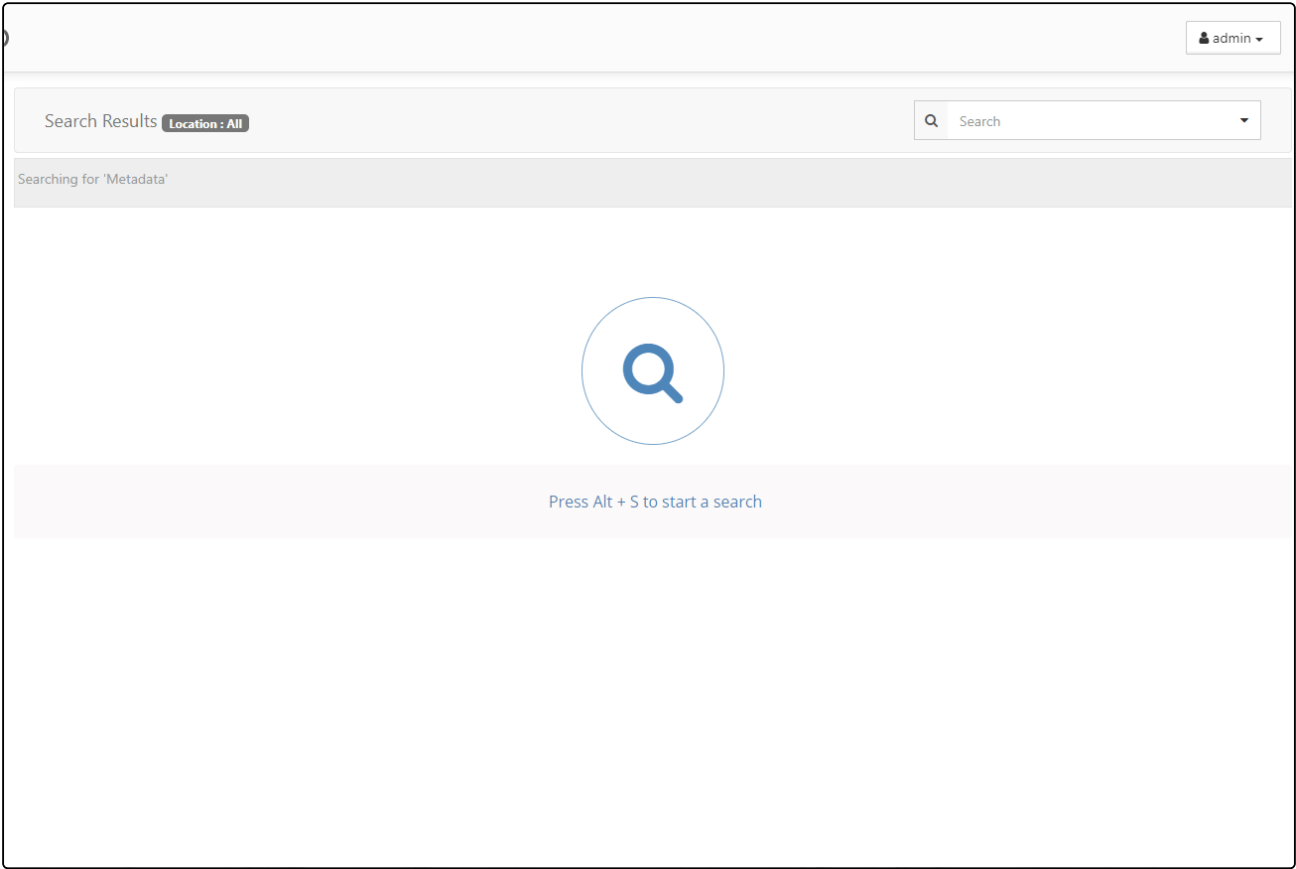 admin
Search Results Location : All
Search
Searching for 'Metadata'
Press Alt + S to start a search